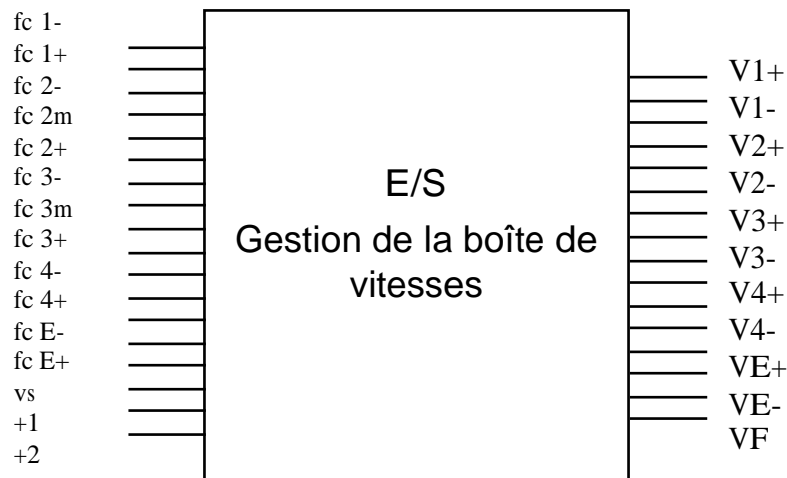 fc 1-
fc 1+
fc 2-
fc 2m
fc 2+
fc 3-
fc 3m
fc 3+
fc 4-
fc 4+
fc E-
fc E+
vs
+1
+2
E/S
Gestion de la boîte de
vitesses
V1+
V1-
V2+
V2-
V3+
V3-
V4+
V4-
VE+
VE-
VF